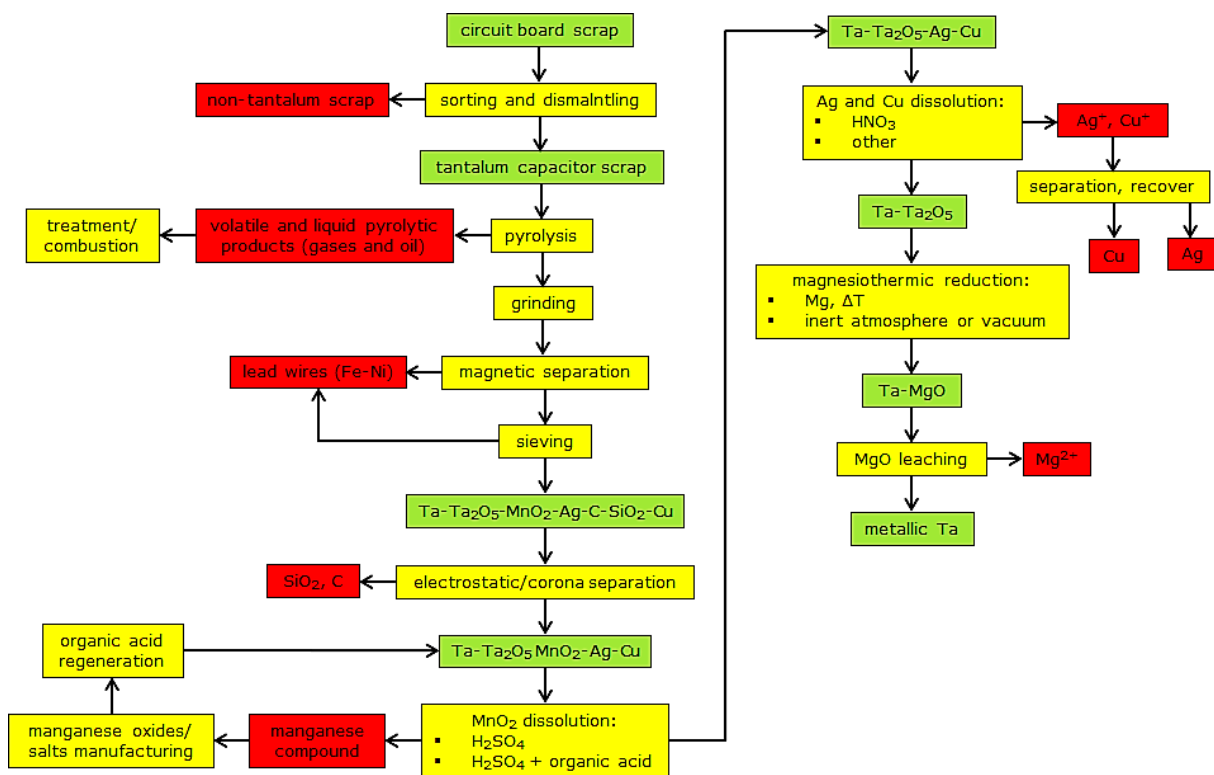 circuit board scrap
non-tantalum scrap
sorting and dismalntling
tantalum capacitor scrap
treatment/
combustion
volatile and liquid pyrolytic
products (gases and oil)
pyrolysis
grinding
lead wires (Fe-Ni)
magnetic separation
sieving
Ta-Ta₂O₅-MnO₂-Ag-C-SiO₂-Cu
SiO₂, C
electrostatic/corona separation
organic acid
regeneration
Ta-Ta₂O₅ MnO₂-Ag-Cu
manganese oxides/
salts manufacturing
manganese
compound
MnO₂ dissolution:
▪ H₂SO₄
▪ H₂SO₄ + organic acid
Ta-Ta₂O₅-Ag-Cu
Ag and Cu dissolution:
▪ HNO₃
▪ other
Ag⁺, Cu⁺
separation, recover
Cu
Ag
Ta-Ta₂O₅
magnesiothermic reduction:
▪ Mg, ΔT
▪ inert atmosphere or vacuum
Ta-MgO
MgO leaching
Mg²⁺
metallic Ta